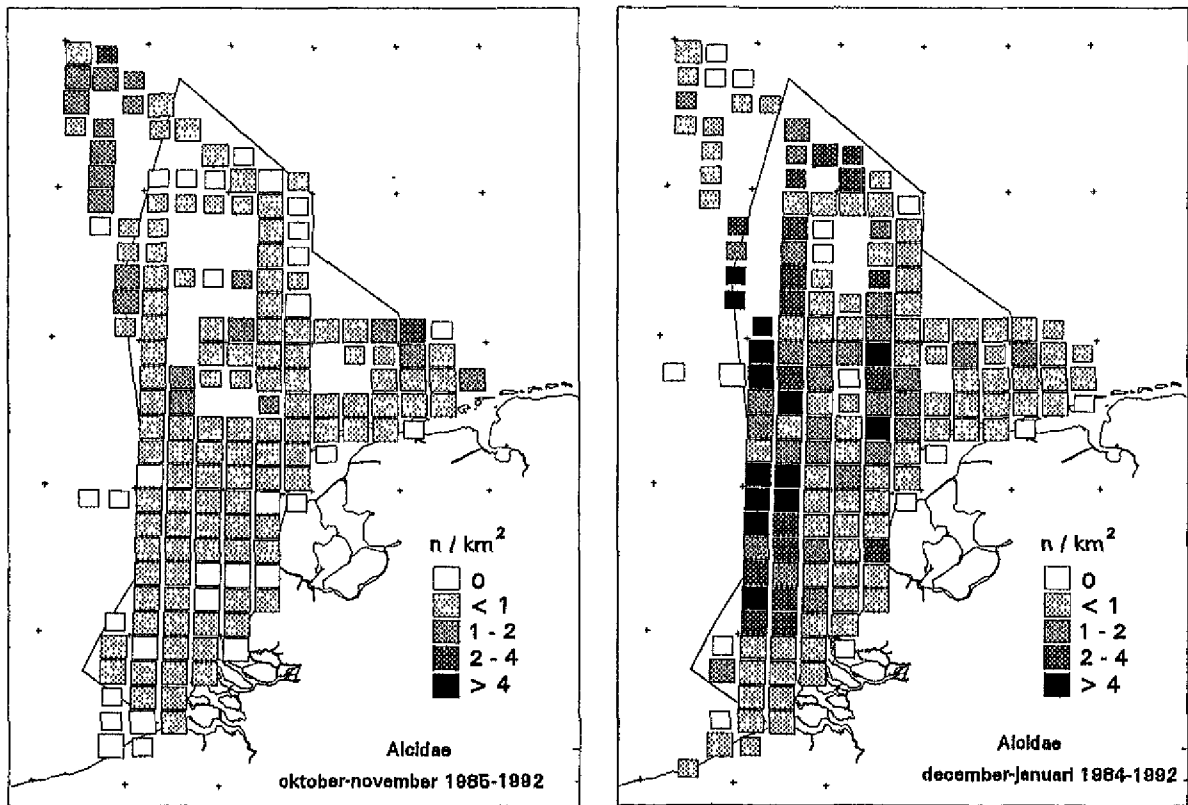 n / km²
0
< 1
1 - 2
2 - 4
> 4
Alcidae
oktober-november 1985-1992
n / km²
0
< 1
1 - 2
2 - 4
> 4
Alcidae
december-januari 1984-1992